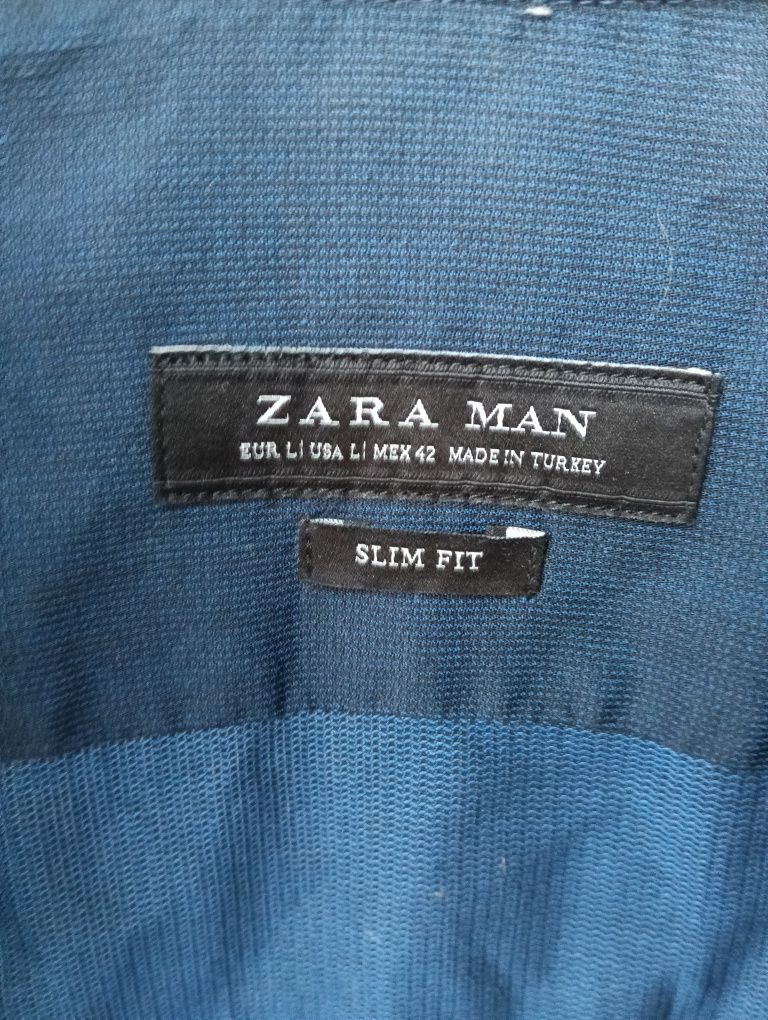 ZARA MAN
EUR L| USA L| MEX 42 MADE IN TURKEY
SLIM FIT